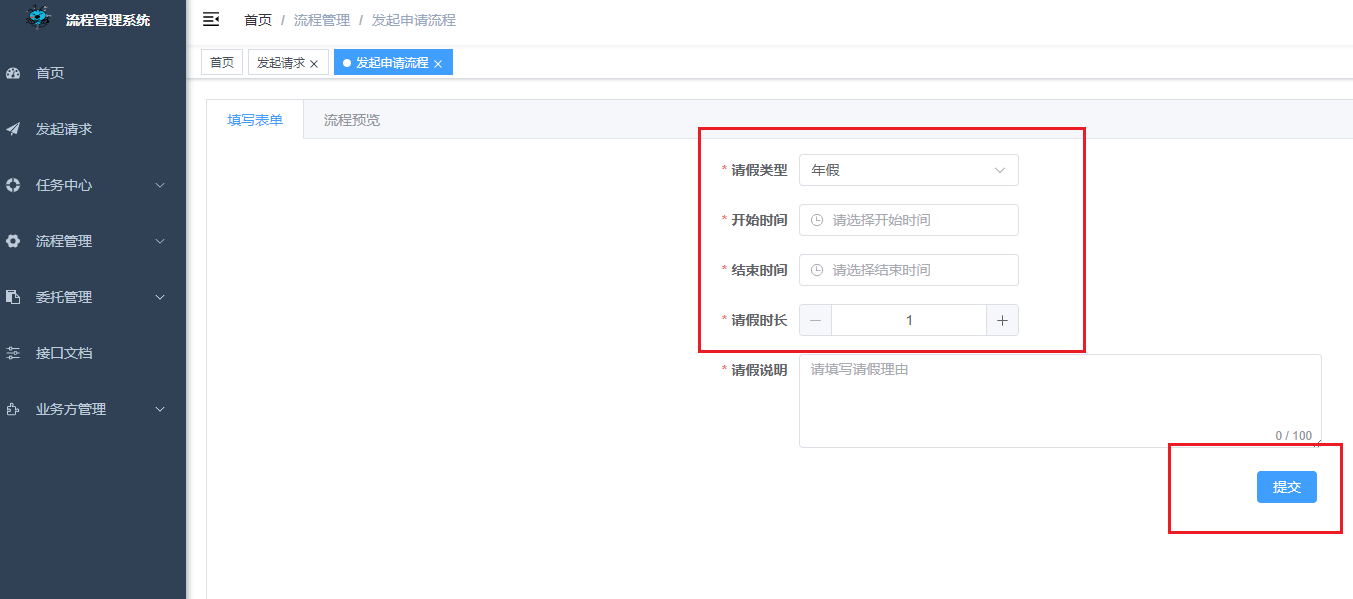 流程管理系统
首页 / 流程管理 / 发起申请流程
首页 发起请求 × 发起申请流程 ×
首页
发起请求
任务中心
流程管理
委托管理
接口文档
业务方管理
填写表单 流程预览
* 请假类型 年假
* 开始时间 请选择开始时间
* 结束时间 请选择结束时间
* 请假时长 — 1 +
* 请假说明 请填写请假理由
0 / 100
提交